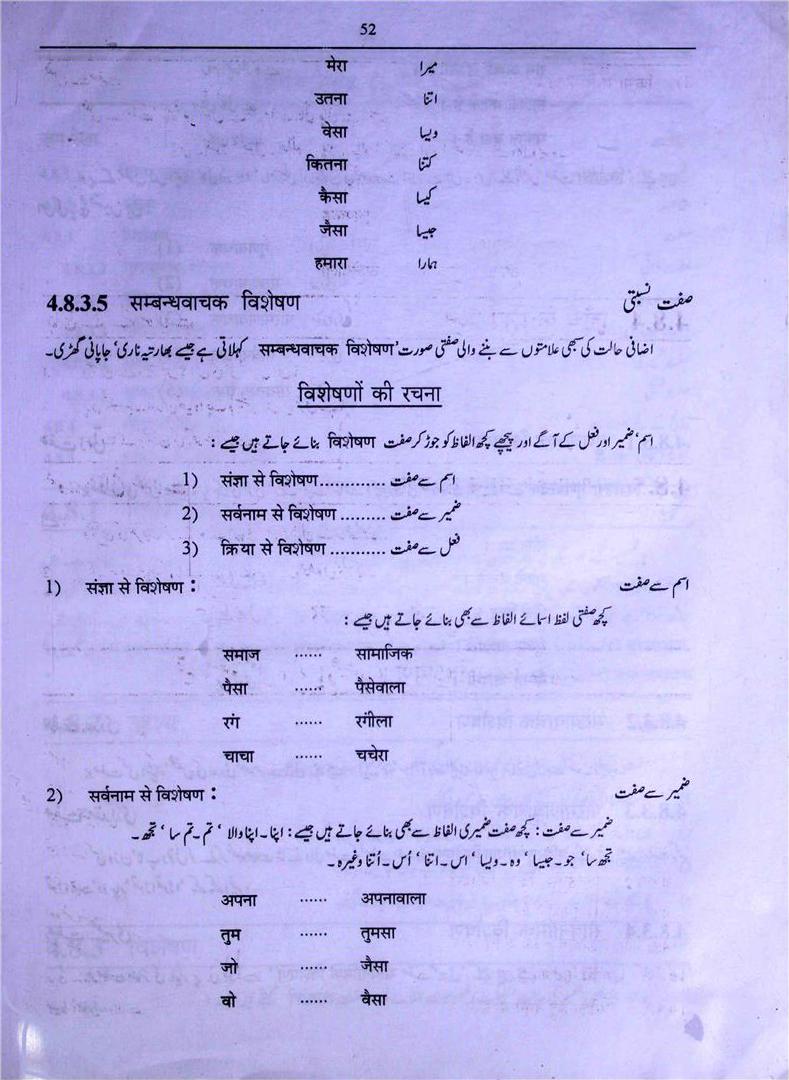 52
मेरा میرا
उतना اتنا
वेसा ویسا
कितना کتنا
कैसा کیسا
जैसा جیسا
हमारा ہمارا
4.8.3.5 सम्बन्धवाचक विशेषण صفت نسبتی
اضافی حالت کی سبھی علامتوں سے بننے والی صفتی صورت 'सम्बन्धवाचक विशेषण کہلاتی ہے جیسے بھارتیہ ناری' جاپانی گھڑی۔
विशेषणों की रचना
اسم' ضمیر اور فعل کے آگے اور پیچھے کچھ الفاظ کو جوڑ کر صفت विशेषण بنائے جاتے ہیں جیسے :
1) संज्ञा से विशेषण............ اسم سے صفت
2) सर्वनाम से विशेषण ......... ضمیر سے صفت
3) क्रिया से विशेषण ........... فعل سے صفت
1) संज्ञा से विशेषण : اسم سے صفت
کچھ صفتی لفظ اسمائے الفاظ سے بھی بنائے جاتے ہیں جیسے :
समाज ...... सामाजिक
पैसा ...... पैसेवाला
रंग ...... रंगीला
चाचा ...... चचेरा
2) सर्वनाम से विशेषण : ضمیر سے صفت
ضمیر سے صفت : کچھ صفت ضمیری الفاظ سے بھی بنائے جاتے ہیں جیسے : اپنا۔ اپنا والا ' تم۔ تم سا ' تجھ۔
تجھ سا ' جو۔ جیسا ' وہ۔ ویسا ' اس۔ اتنا ' اُس۔ اُتنا وغیرہ۔
अपना ...... अपनावाला
तुम ...... तुमसा
जो ...... जैसा
वो ...... वैसा